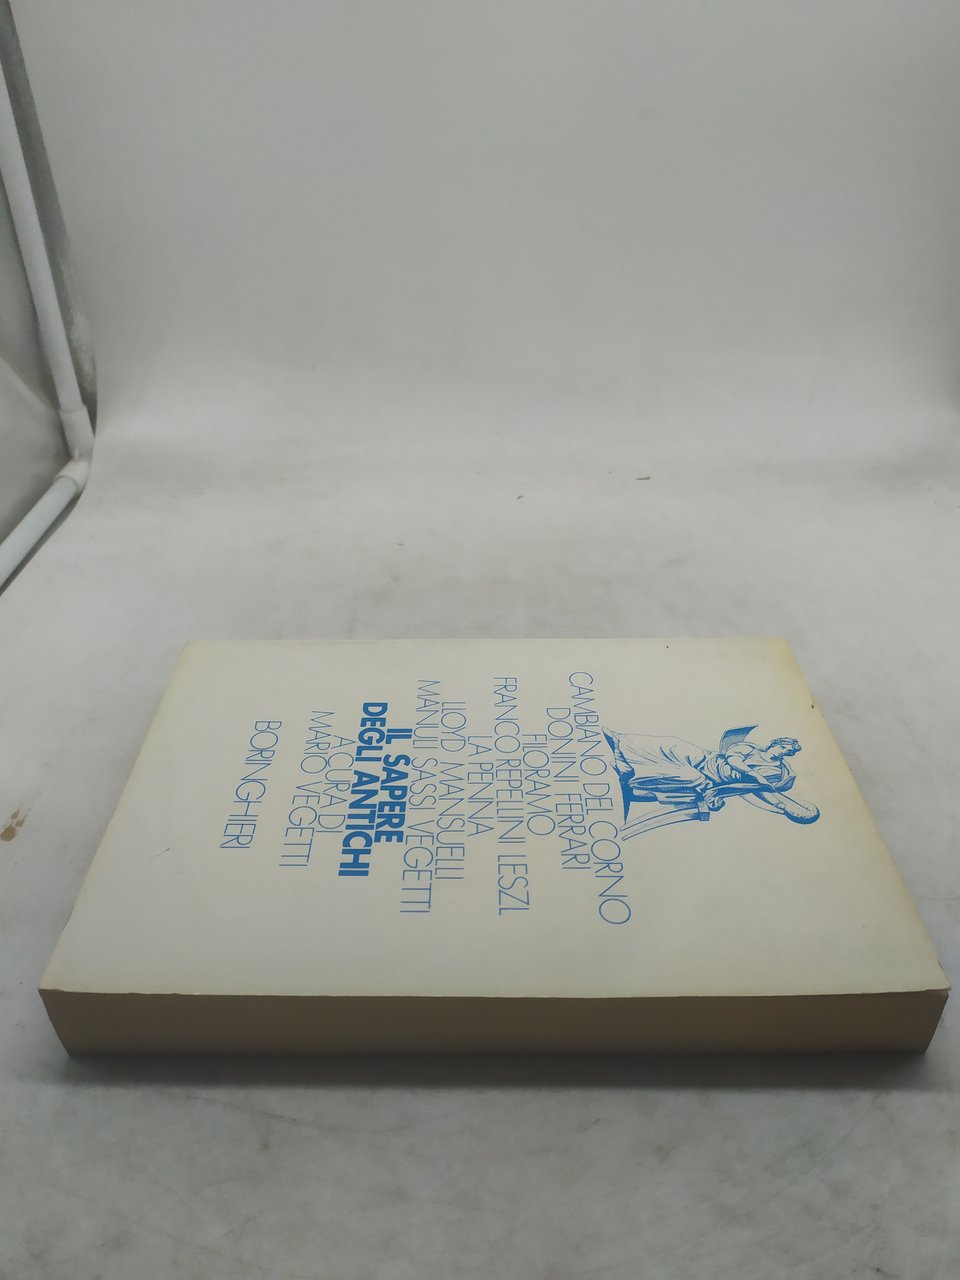 CAMBIANO DEL CORNO
DONINI FERRARI
FILORAMO
FRANCO REPELLINI LESZL
LA PENNA
LLOYD MANSUELLI
MANULI SASSI VEGETTI
IL SAPERE
DEGLI ANTICHI
A CURA DI
MARIO VEGETTI
BORINGHIERI